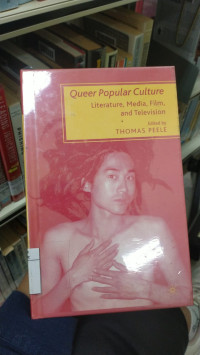 Queer Popular Culture
Literature, Media, Film,
and Television
Edited by
THOMAS PEELE